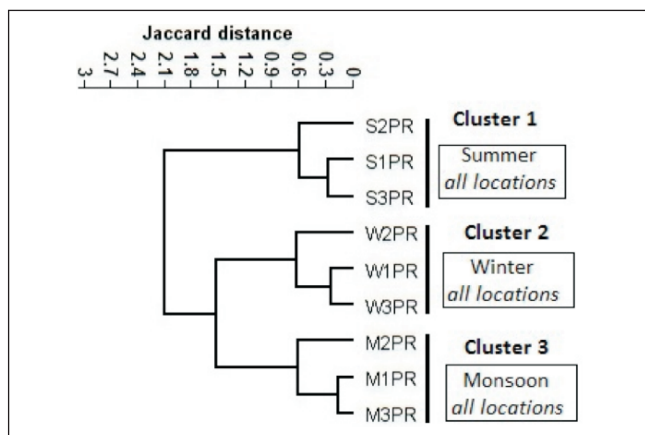 Jaccard distance
3 2.7 2.4 2.1 1.8 1.5 1.2 0.9 0.6 0.3 0
S2PR
Cluster 1
S1PR
Summer
all locations
S3PR
W2PR
Cluster 2
W1PR
Winter
all locations
W3PR
M2PR
Cluster 3
M1PR
Monsoon
all locations
M3PR